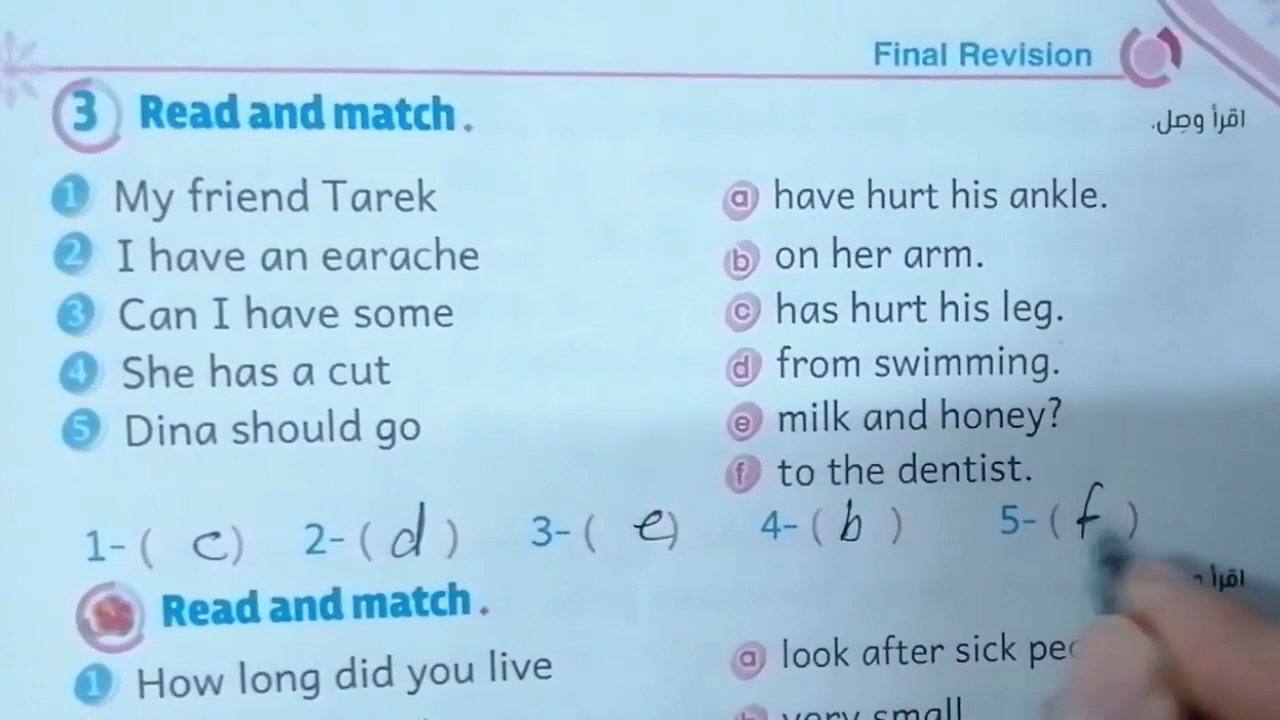 Final Revision
3 Read and match. اقرأ وصل.
1 My friend Tarek a have hurt his ankle.
2 I have an earache b on her arm.
3 Can I have some c has hurt his leg.
4 She has a cut d from swimming.
5 Dina should go e milk and honey?
f to the dentist.
1- ( c ) 2- ( d ) 3- ( e ) 4- ( b ) 5- ( f )
Read and match. اقرأ
1 How long did you live a look after sick
very small